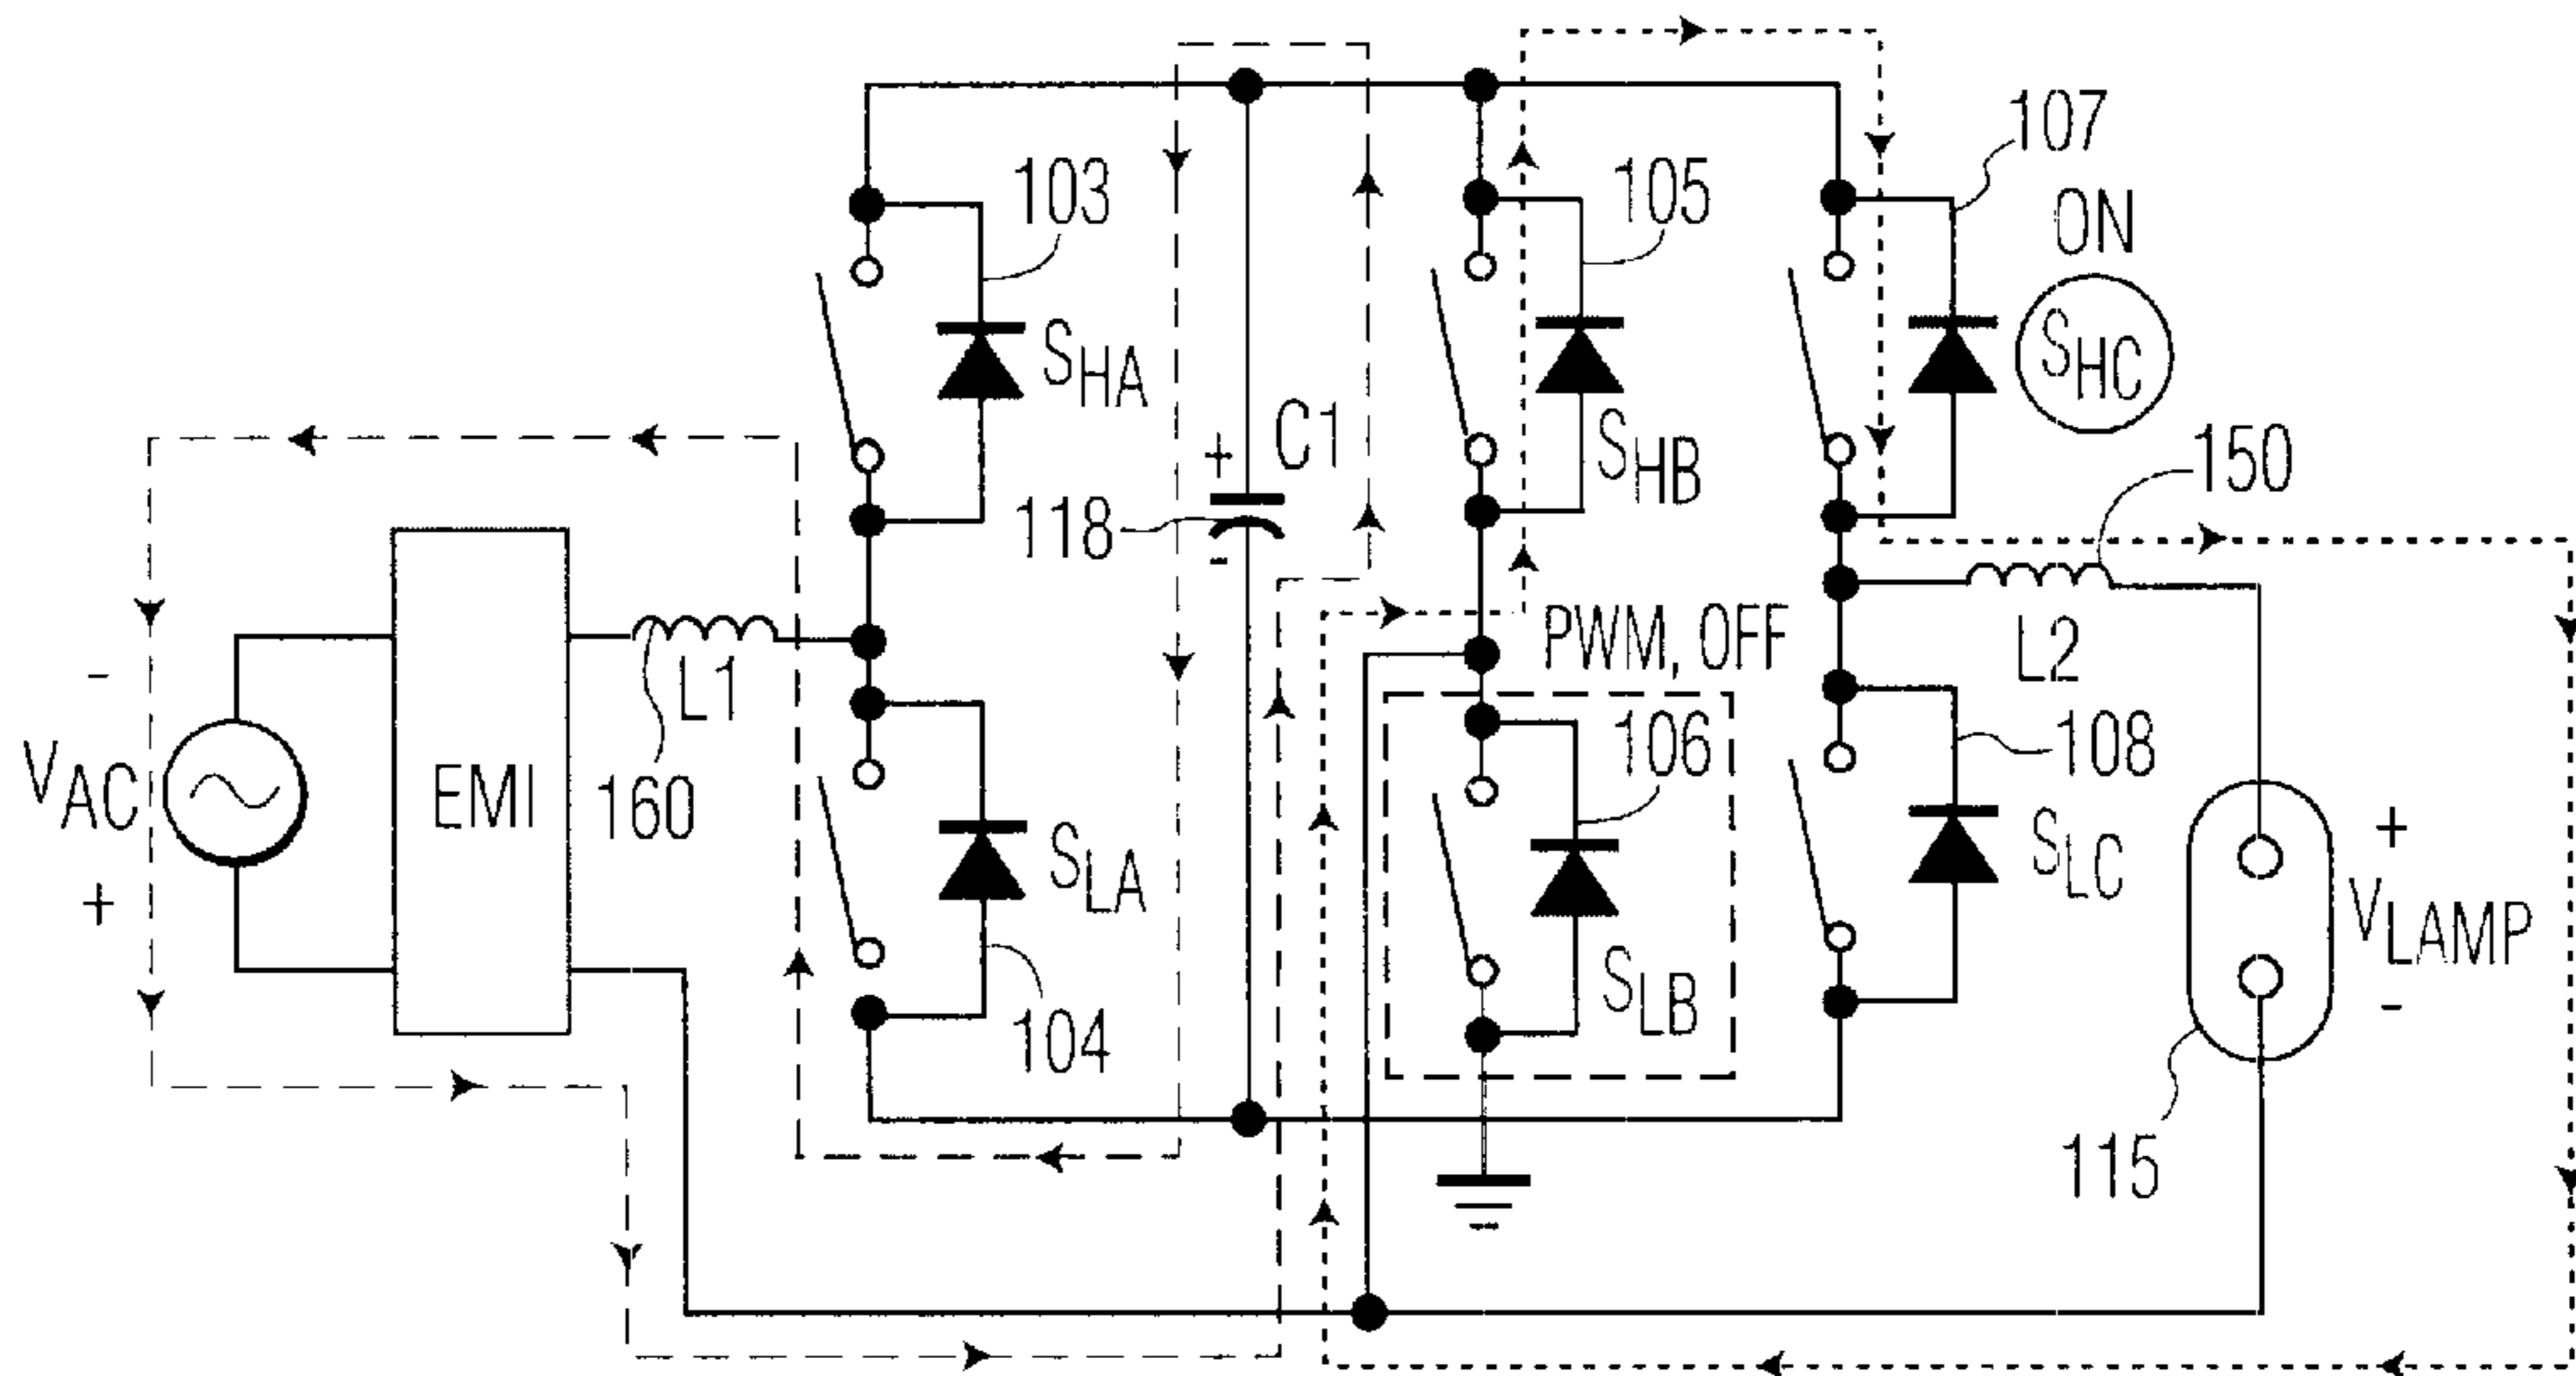 107
103
105
ON
S_HA
S_HC
+
C1
S_HB
150
118
-
PWM, OFF
L1
L2
-
V_AC
EMI
160
106
108
+
S_LA
S_LC
+
V_LAMP
S_LB
-
104
115